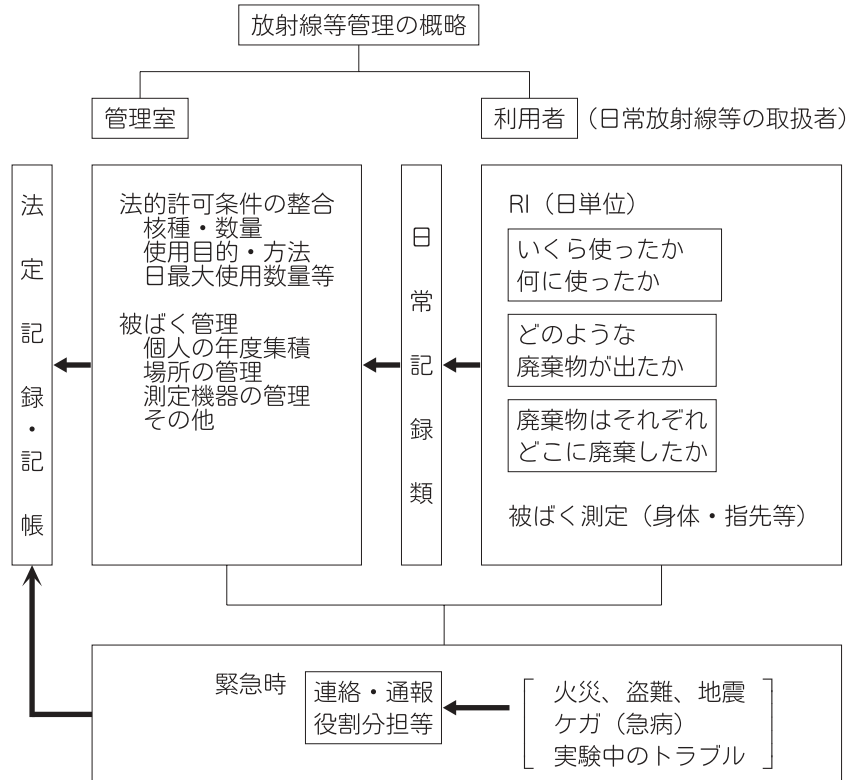 放射線等管理の概略
管理室
利用者（日常放射線等の取扱者）
法定記録・記帳
法的許可条件の整合
核種・数量
使用目的・方法
日最大使用数量等
被ばく管理
個人の年度集積
場所の管理
測定機器の管理
その他
日常記録類
RI（日単位）
いくら使ったか
何に使ったか
どのような
廃棄物が出たか
廃棄物はそれぞれ
どこに廃棄したか
被ばく測定（身体・指先等）
緊急時
連絡・通報
役割分担等
火災、盗難、地震
ケガ（急病）
実験中のトラブル